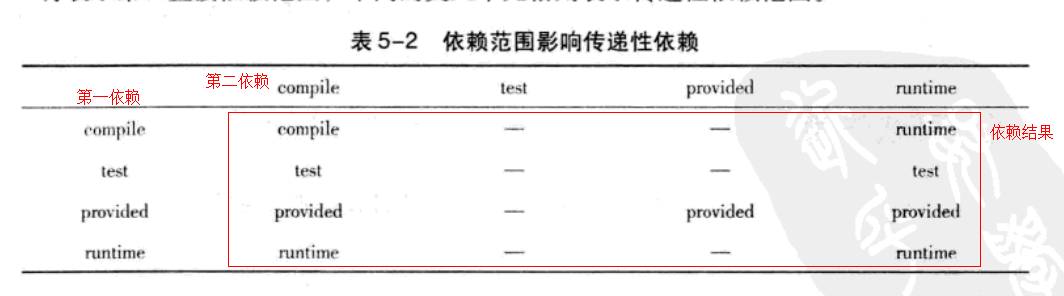 表 5-2 依赖范围影响传递性依赖
第一依赖 第二依赖 compile test provided runtime
compile compile — — runtime 依赖结果
test test — — test
provided provided — provided provided
runtime runtime — — runtime